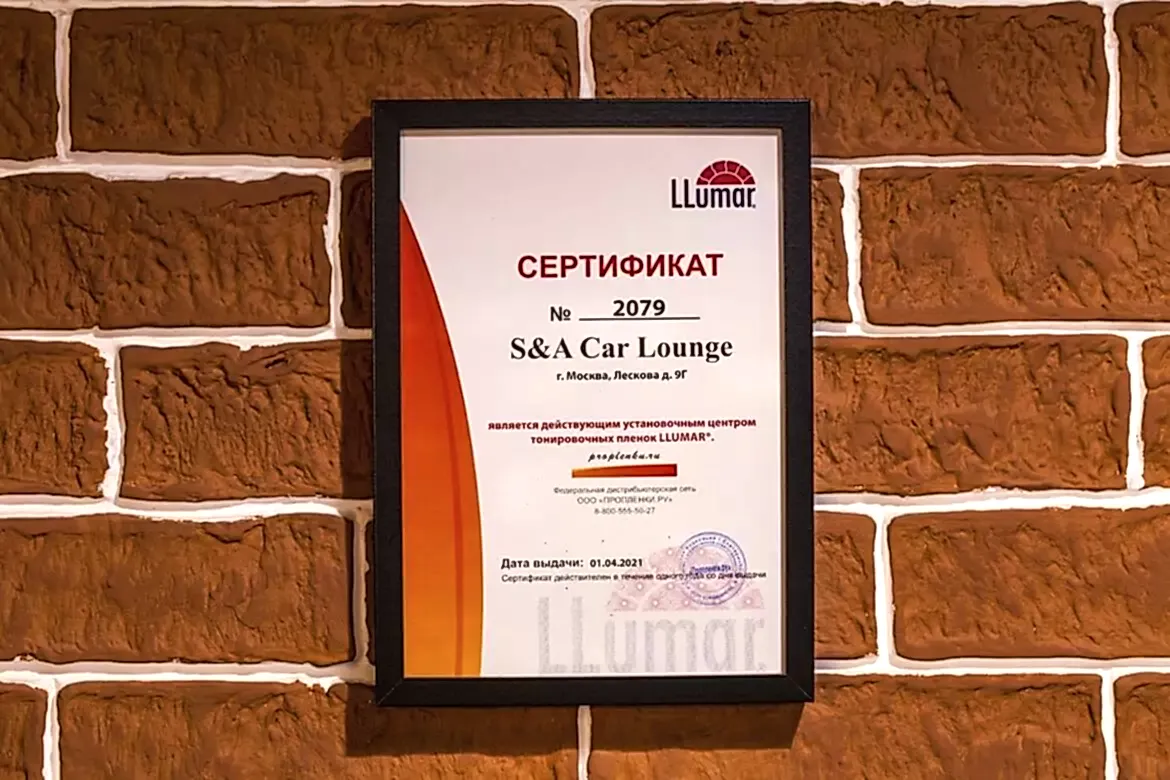 LLumar
СЕРТИФИКАТ
№ 2079
S&A Car Lounge
г. Москва, Лескова д. 9Г
является действующим установочным центром
тонировочных пленок LLUMAR®.
proplenki.ru
Федеральная дистрибьютерская сеть
ООО «ПРОПЛЕНКИ.РУ»
8-800-555-50-27
Дата выдачи: 01.04.2021
Сертификат действителен в течение одного года со дня выдачи
LLumar